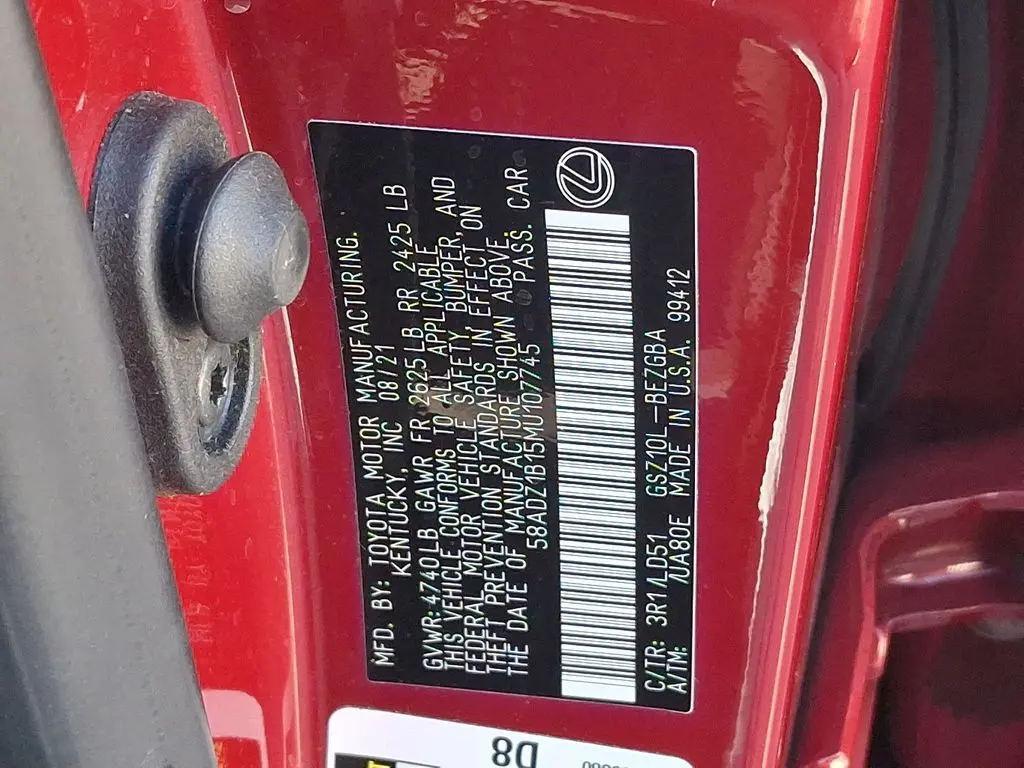 MFD. BY: TOYOTA MOTOR MANUFACTURING,
KENTUCKY, INC 08/21
GVWR:4740LB GAWR FR 2625LB RR 2425 LB
THIS VEHICLE CONFORMS TO ALL APPLICABLE
FEDERAL MOTOR VEHICLE SAFETY, BUMPER, AND
THEFT PREVENTION STANDARDS IN EFFECT ON
THE DATE OF MANUFACTURE SHOWN ABOVE.
58ADZ1B15MU107745 PASS. CAR
C/TR: 3R1/LD51 GSZ10L-BEZGBA
A/TM: /UA80E MADE IN U.S.A. 99412
D8